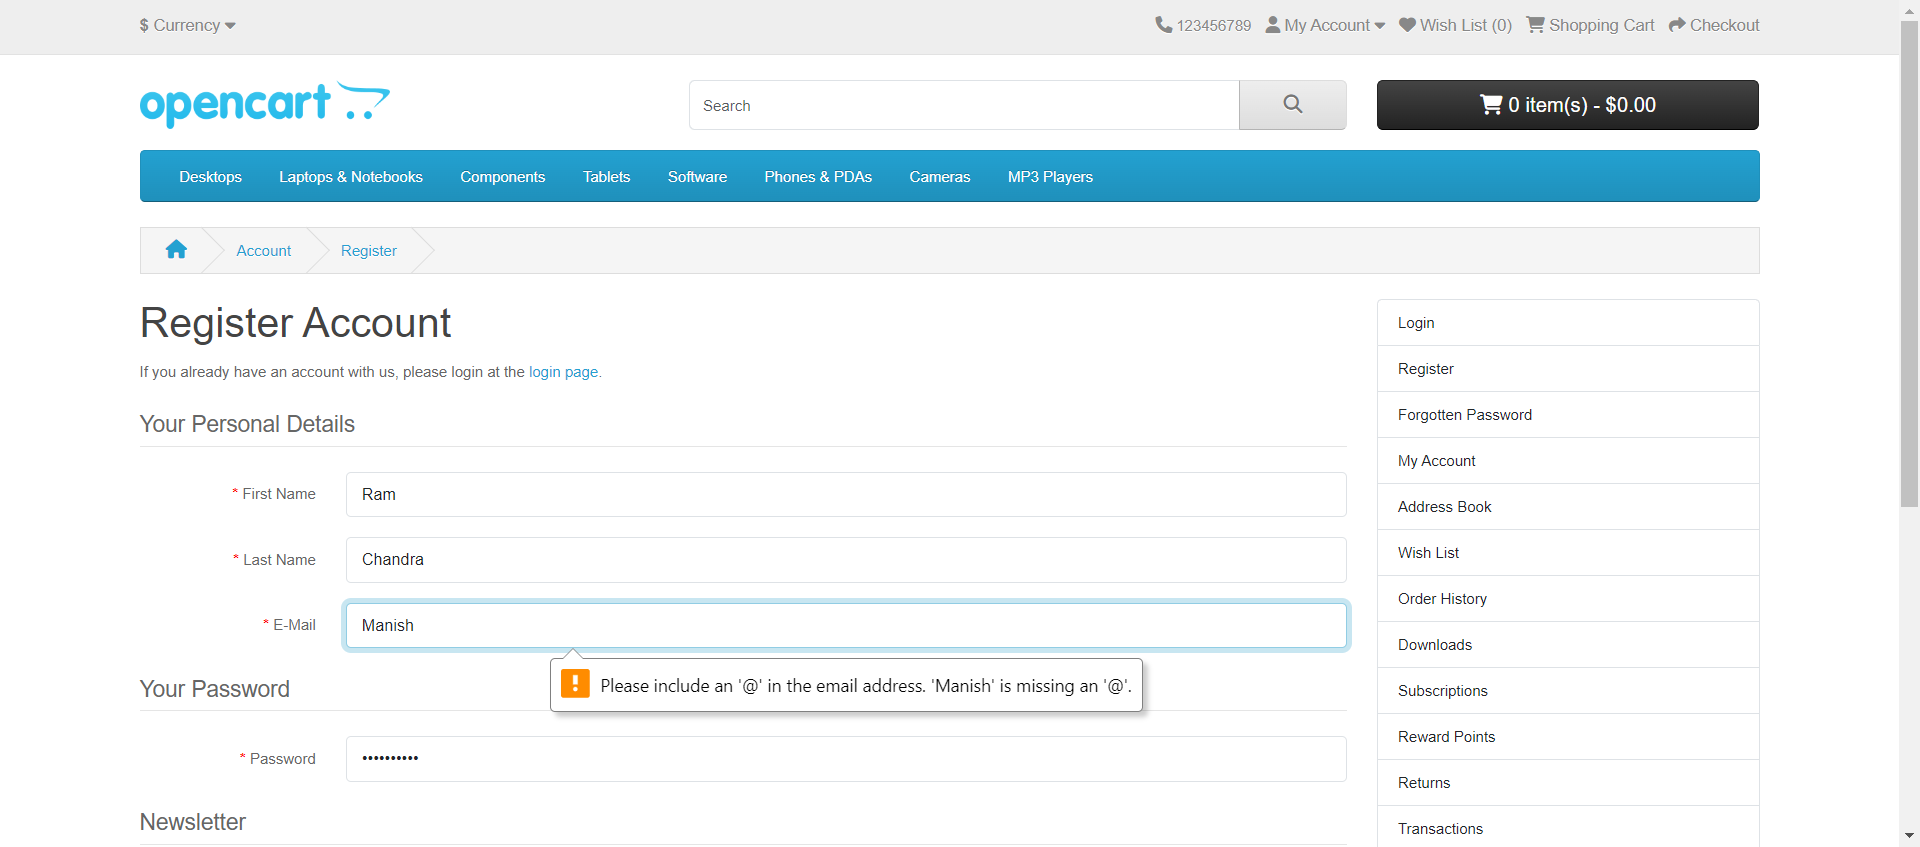 $ Currency
123456789 My Account Wish List (0) Shopping Cart Checkout
opencart
Search
0 item(s) - $0.00
Desktops Laptops & Notebooks Components Tablets Software Phones & PDAs Cameras MP3 Players
Account Register
Register Account
If you already have an account with us, please login at the login page.
Your Personal Details
* First Name Ram
* Last Name Chandra
* E-Mail Manish
Please include an '@' in the email address. 'Manish' is missing an '@'.
Your Password
* Password ••••••••••
Newsletter
Login
Register
Forgotten Password
My Account
Address Book
Wish List
Order History
Downloads
Subscriptions
Reward Points
Returns
Transactions